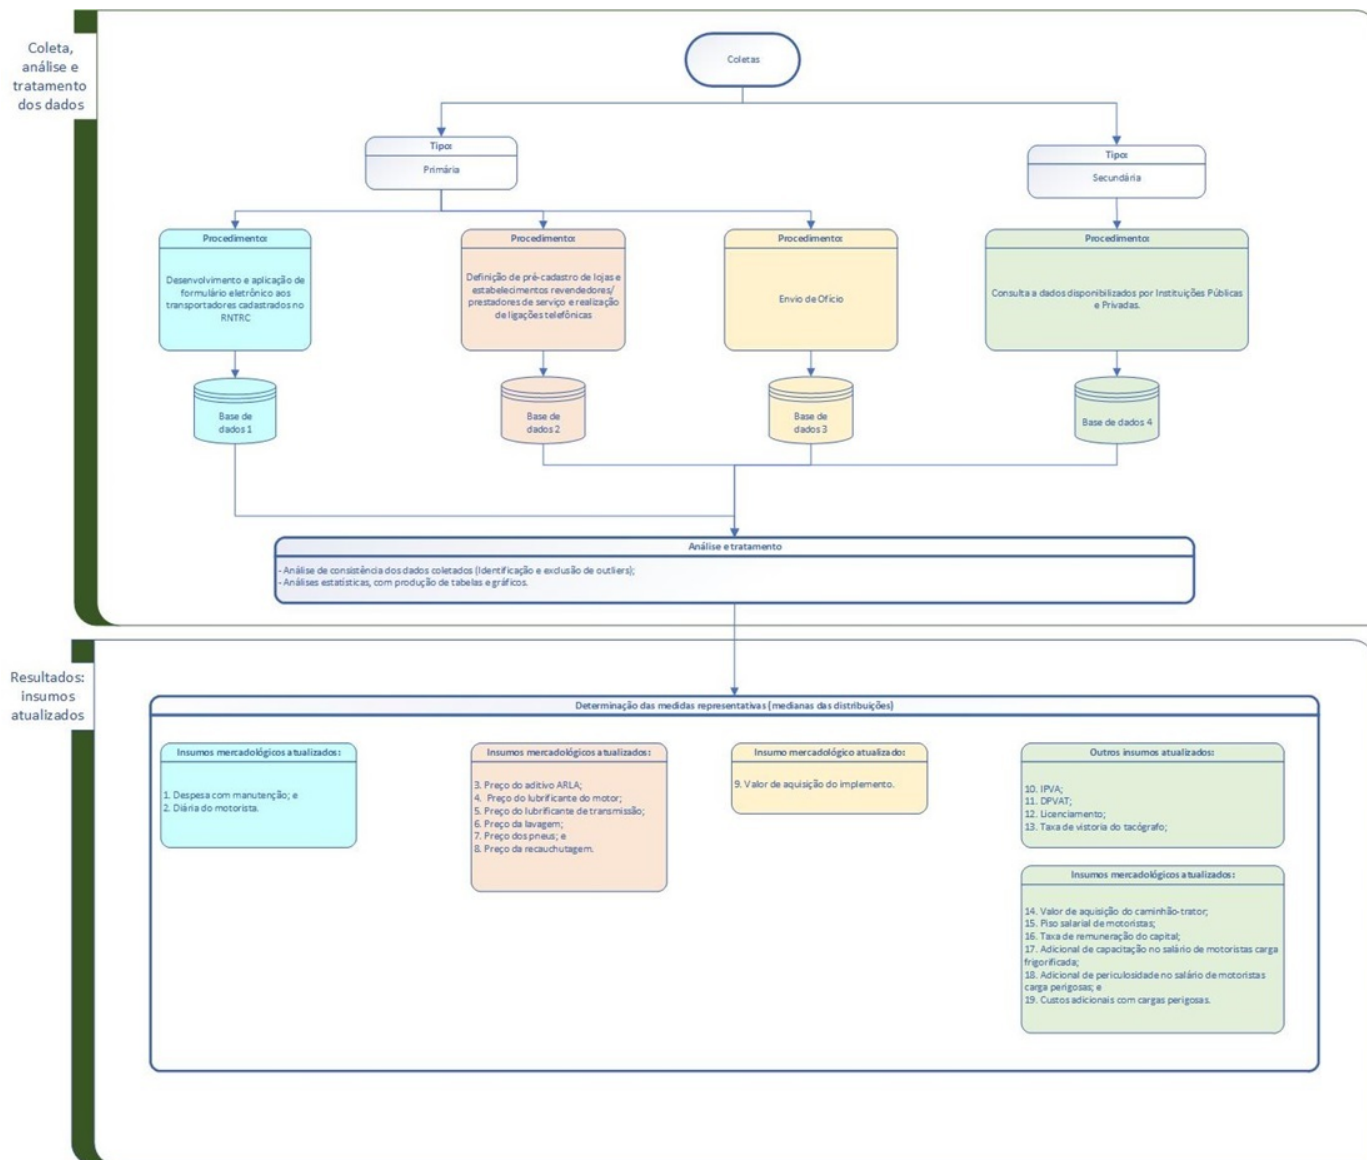 Coleta,
análise e
tratamento
dos dados
Coletas
Tipo:
Primária
Tipo:
Secundária
Procedimento:
Desenvolvimento e aplicação de
formulário eletrônico aos
transportadores cadastrados no
RNTRC
Procedimento:
Definição de pré-cadastro de lojas e
estabelecimentos revendedores/
prestadores de serviço e realização
de ligações telefônicas
Procedimento:
Envio de Ofício
Procedimento:
Consulta a dados disponibilizados por Instituições Públicas
e Privadas.
Base de
dados 1
Base de
dados 2
Base de
dados 3
Base de dados 4
Análise e tratamento
- Análise de consistência dos dados coletados (Identificação e exclusão de outliers);
- Análises estatísticas, com produção de tabelas e gráficos.
Resultados:
insumos
atualizados
Determinação das medidas representativas (medianas das distribuições)
Insumos mercadológicos atualizados:
1. Despesa com manutenção; e
2. Diária do motorista.
Insumos mercadológicos atualizados:
3. Preço do aditivo ARLA;
4. Preço do lubrificante do motor;
5. Preço do lubrificante de transmissão;
6. Preço da lavagem;
7. Preço dos pneus; e
8. Preço da recauchutagem.
Insumo mercadológico atualizado:
9. Valor de aquisição do implemento.
Outros insumos atualizados:
10. IPVA;
11. DPVAT;
12. Licenciamento;
13. Taxa de vistoria do tacógrafo;
Insumos mercadológicos atualizados:
14. Valor de aquisição do caminhão-trator;
15. Piso salarial de motoristas;
16. Taxa de remuneração do capital;
17. Adicional de capacitação no salário de motoristas carga
frigorificada;
18. Adicional de periculosidade no salário de motoristas
carga perigosas; e
19. Custos adicionais com cargas perigosas.